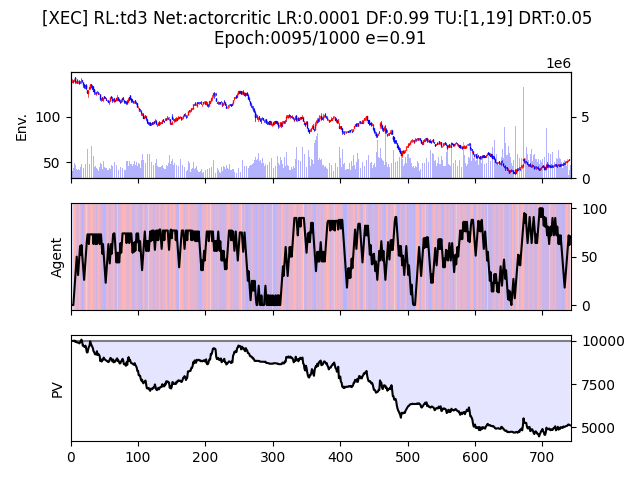 [XEC] RL:td3 Net:actorcritic LR:0.0001 DF:0.99 TU:[1,19] DRT:0.05
Epoch:0095/1000 e=0.91
1e6
Env.
100
50
5
0
Agent
100
50
0
PV
10000
7500
5000
0 100 200 300 400 500 600 700